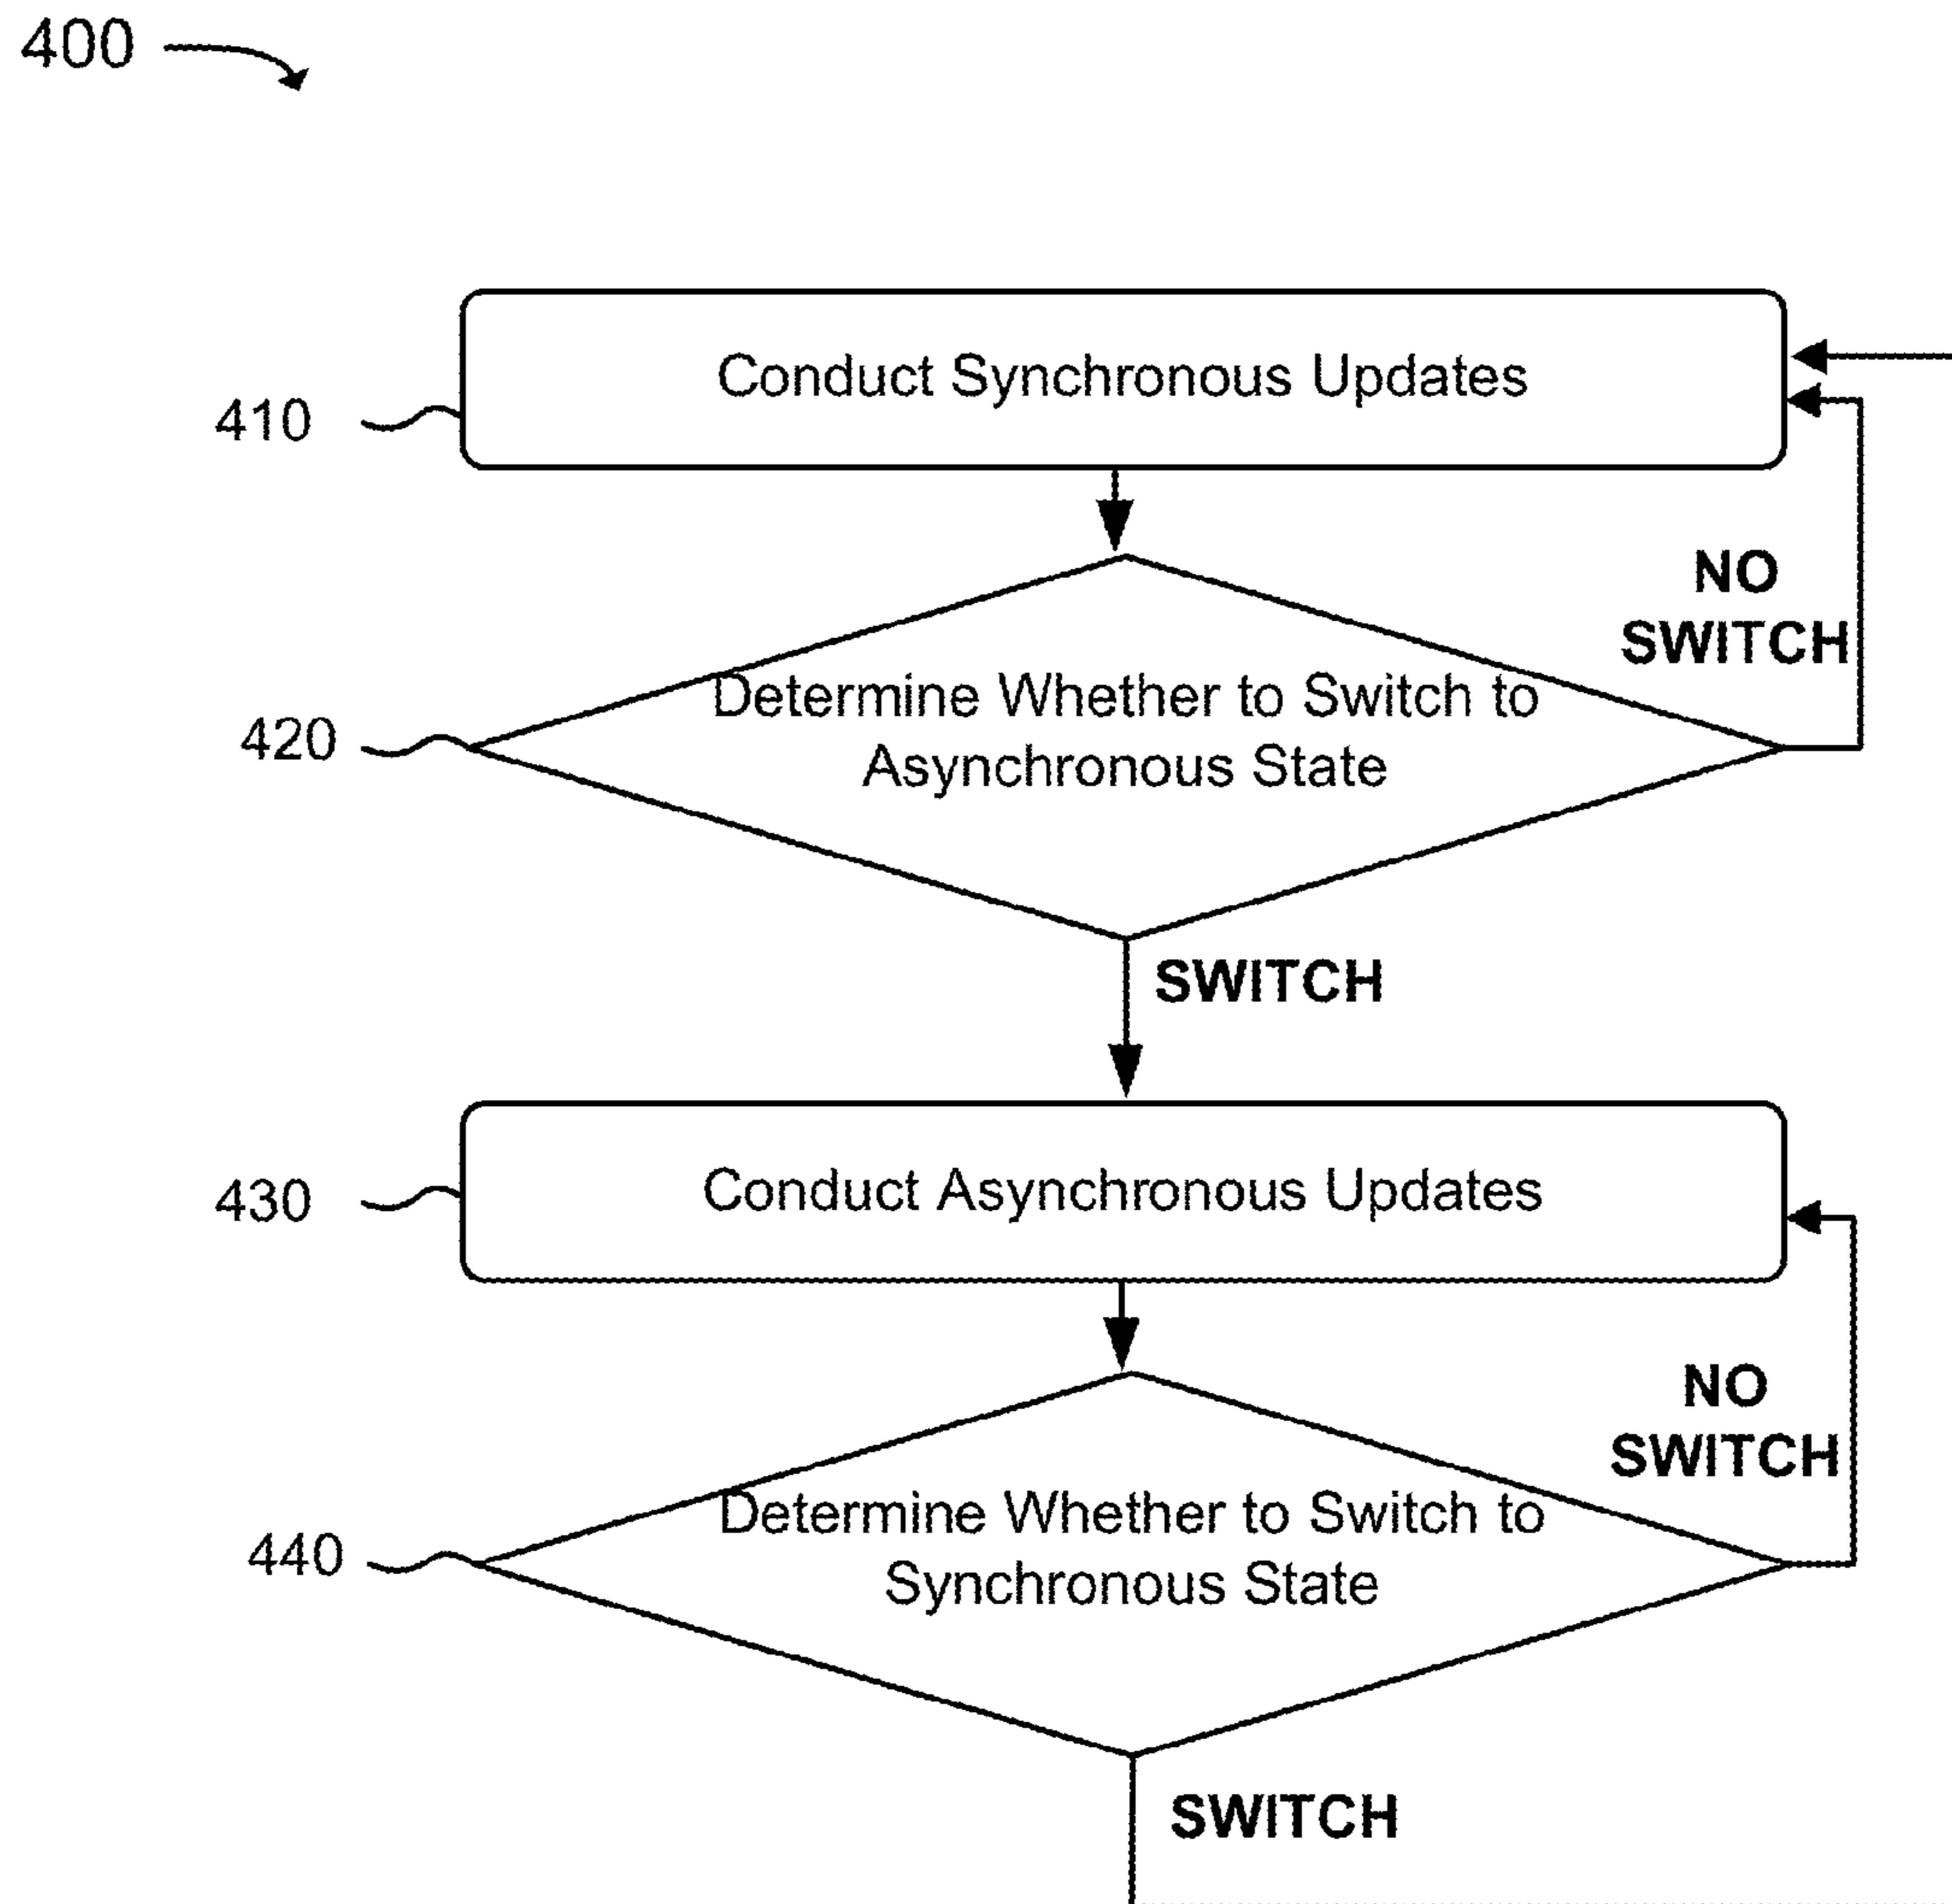 400
Conduct Synchronous Updates
410
NO
SWITCH
Determine Whether to Switch to
420
Asynchronous State
SWITCH
Conduct Asynchronous Updates
430
NO
SWITCH
Determine Whether to Switch to
440
Synchronous State
SWITCH